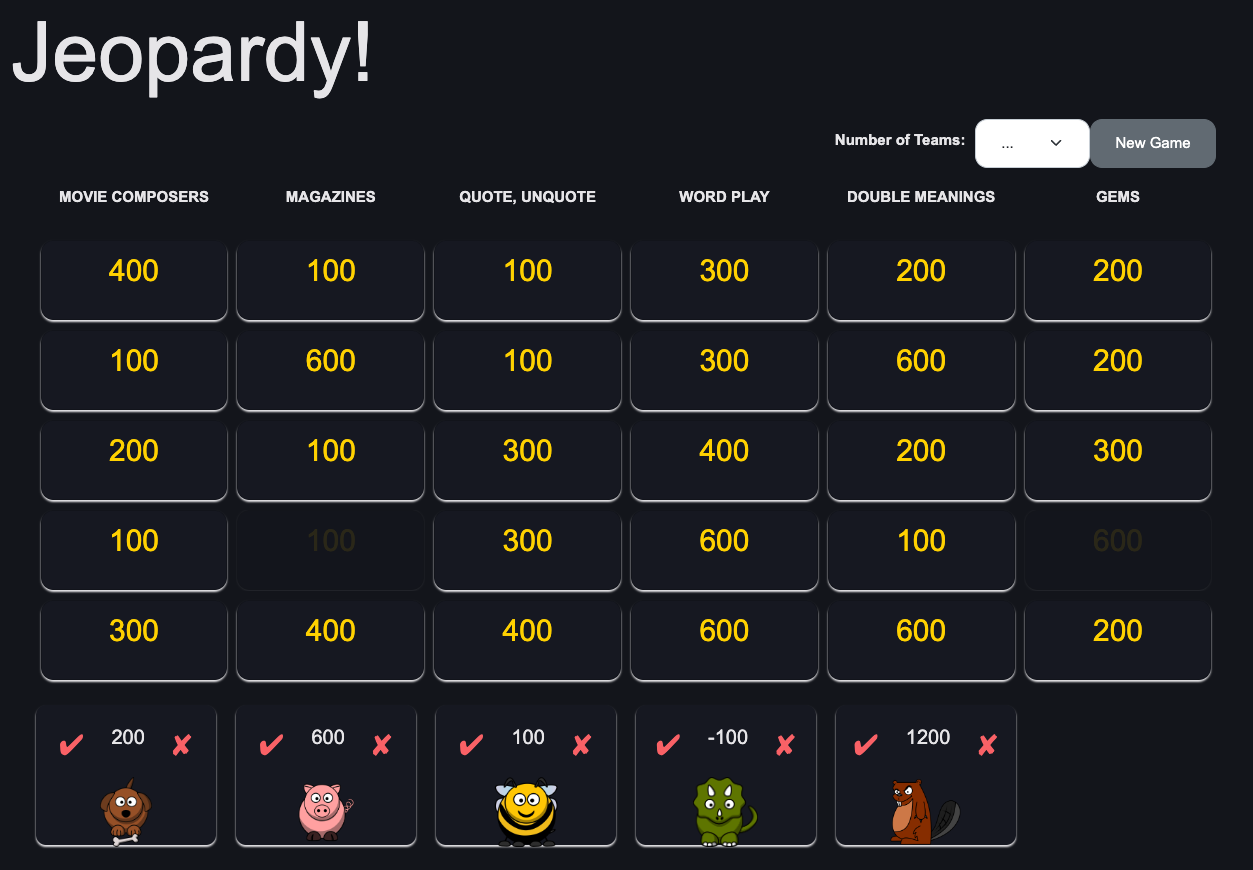 Jeopardy!
Number of Teams: ... New Game
MOVIE COMPOSERS MAGAZINES QUOTE, UNQUOTE WORD PLAY DOUBLE MEANINGS GEMS
400 100 100 300 200 200
100 600 100 300 600 200
200 100 300 400 200 300
100 100 300 600 100 600
300 400 400 600 600 200
✔ 200 ✘ ✔ 600 ✘ ✔ 100 ✘ ✔ -100 ✘ ✔ 1200 ✘